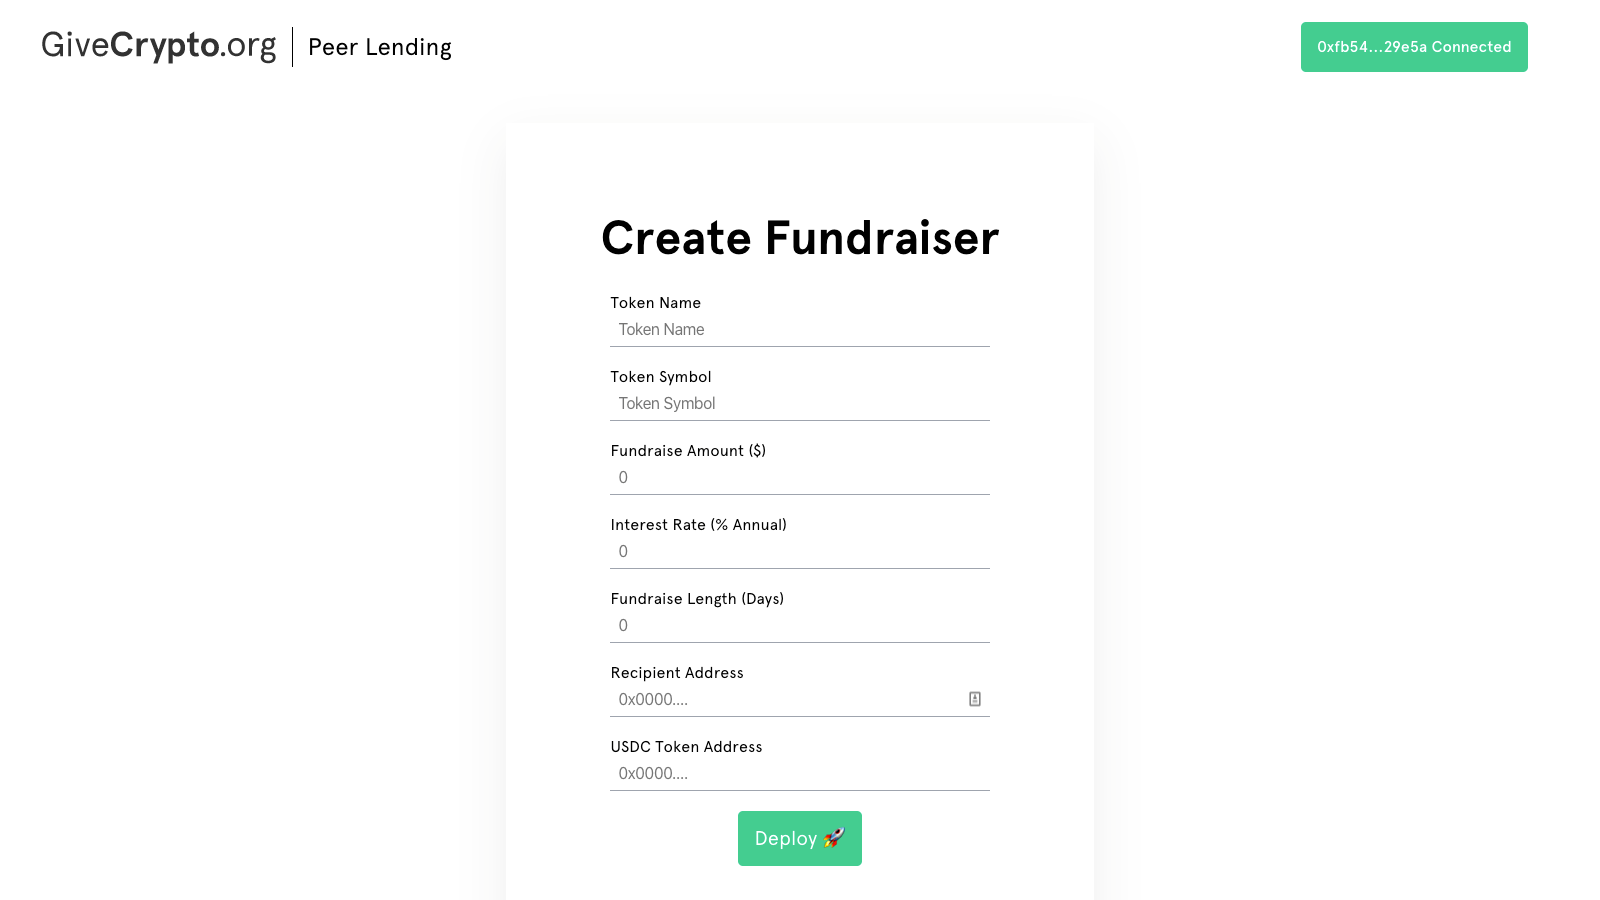 GiveCrypto.org
Peer Lending
0xfb54...29e5a Connected
Create Fundraiser
Token Name
Token Name
Token Symbol
Token Symbol
Fundraise Amount ($)
0
Interest Rate (% Annual)
0
Fundraise Length (Days)
0
Recipient Address
0x0000....
USDC Token Address
0x0000....
Deploy 🚀